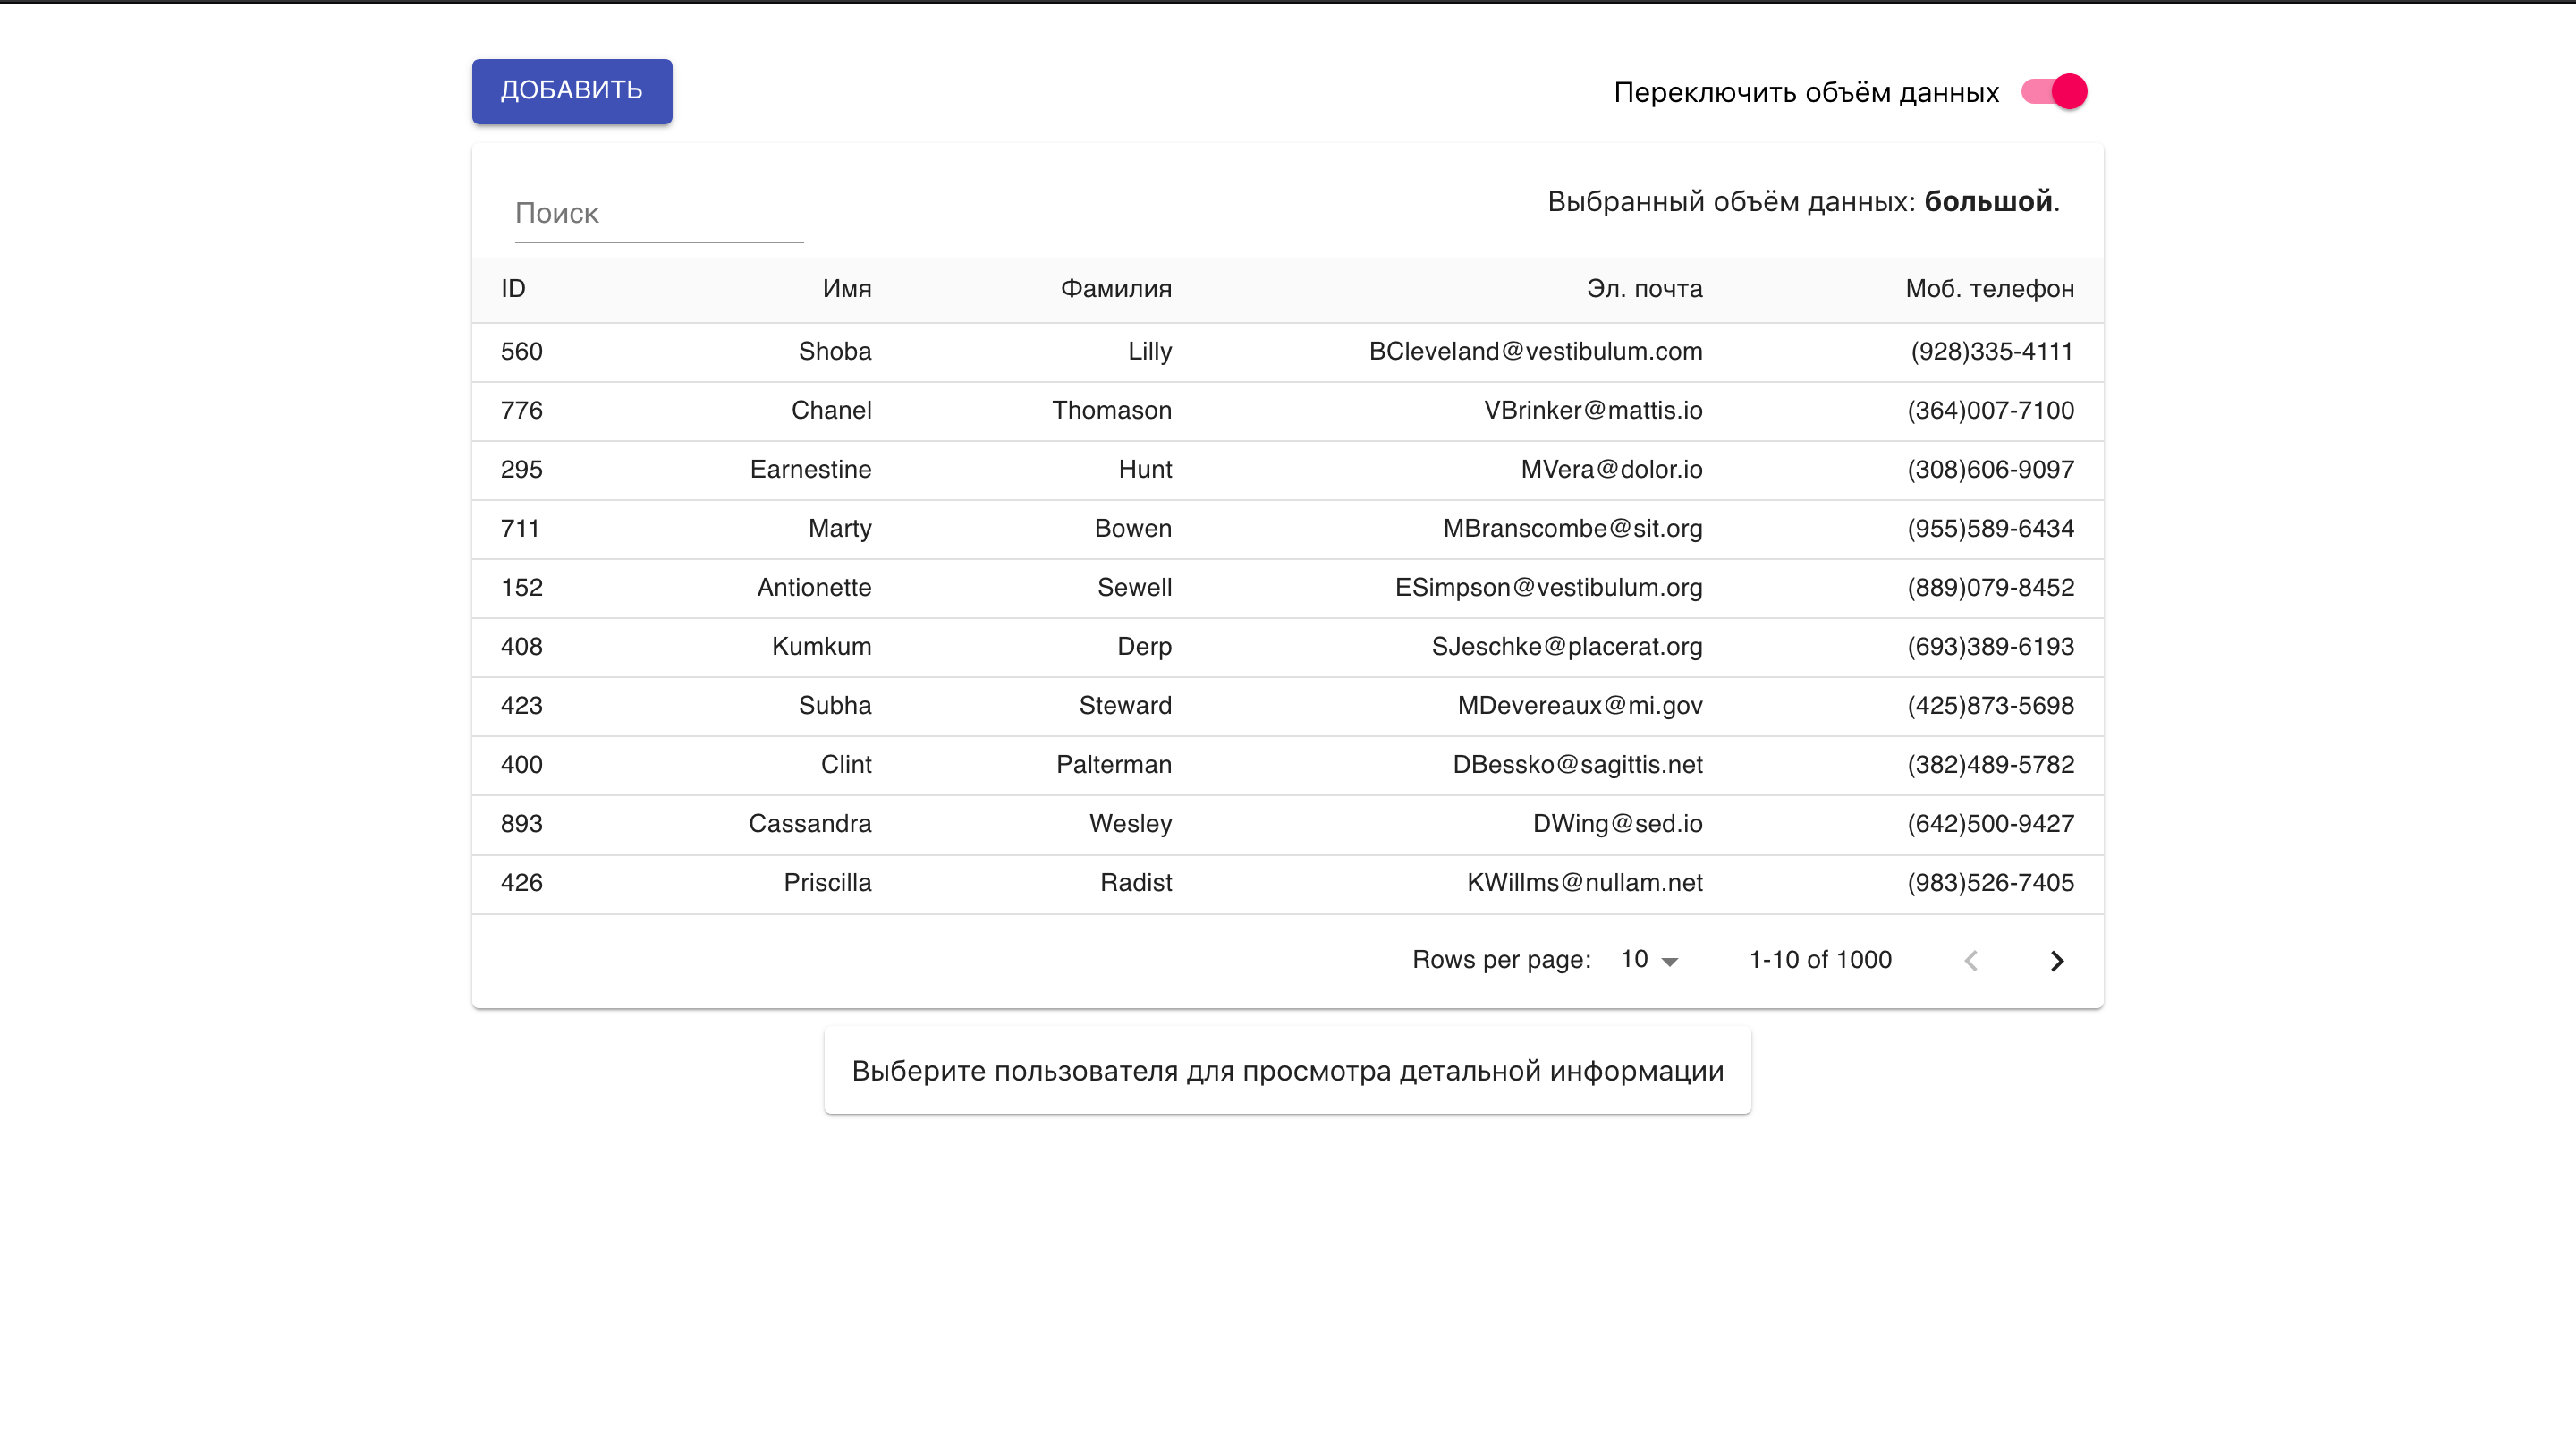 ДОБАВИТЬ Переключить объём данных
Поиск Выбранный объём данных: большой.
ID Имя Фамилия Эл. почта Моб. телефон
560 Shoba Lilly BCleveland@vestibulum.com (928)335-4111
776 Chanel Thomason VBrinker@mattis.io (364)007-7100
295 Earnestine Hunt MVera@dolor.io (308)606-9097
711 Marty Bowen MBranscombe@sit.org (955)589-6434
152 Antionette Sewell ESimpson@vestibulum.org (889)079-8452
408 Kumkum Derp SJeschke@placerat.org (693)389-6193
423 Subha Steward MDevereaux@mi.gov (425)873-5698
400 Clint Palterman DBessko@sagittis.net (382)489-5782
893 Cassandra Wesley DWing@sed.io (642)500-9427
426 Priscilla Radist KWillms@nullam.net (983)526-7405
Rows per page: 10 1-10 of 1000
Выберите пользователя для просмотра детальной информации